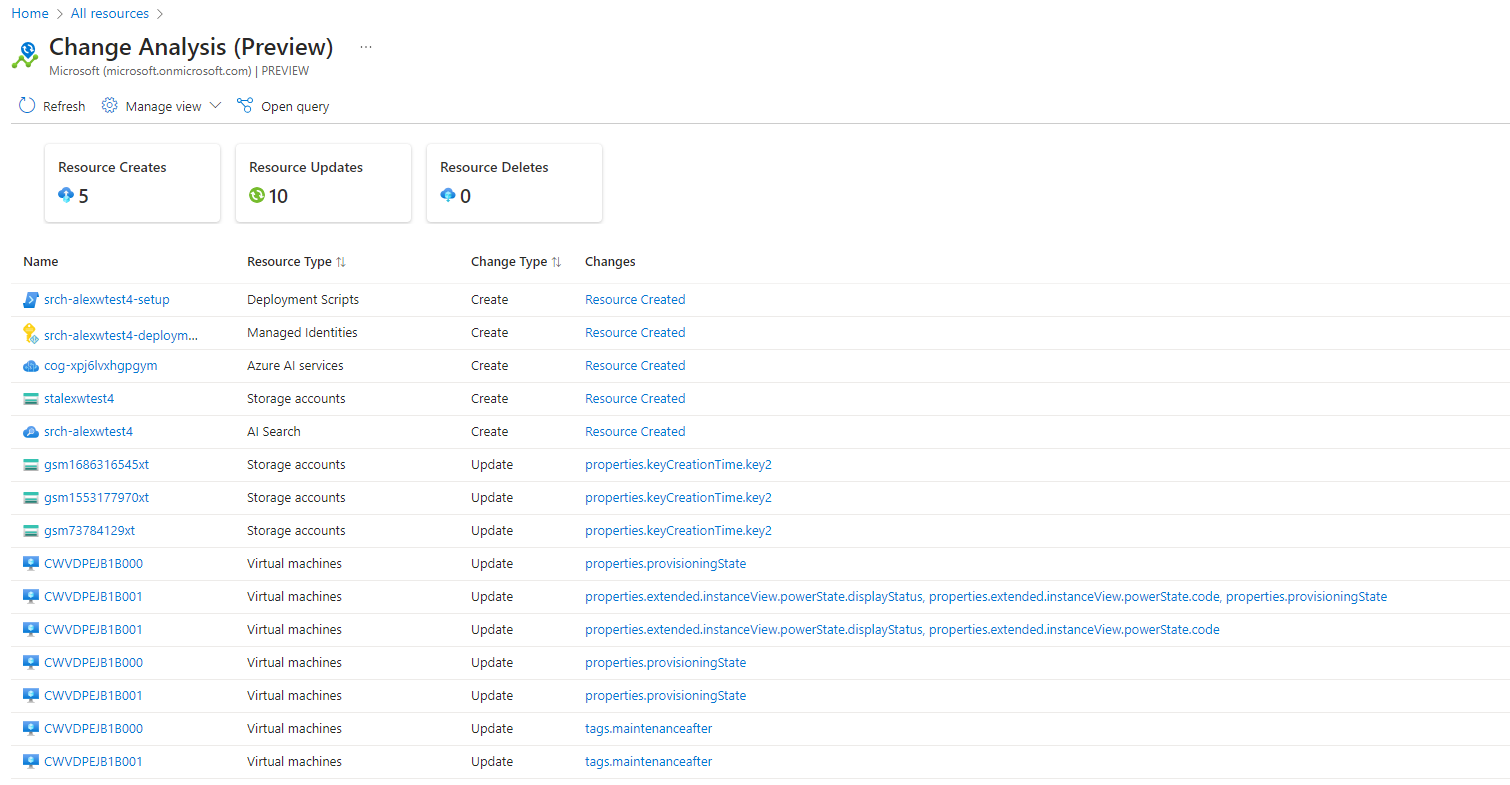 Home > All resources >
Change Analysis (Preview) ...
Microsoft (microsoft.onmicrosoft.com) | PREVIEW
Refresh Manage view Open query
Resource Creates Resource Updates Resource Deletes
5 10 0
Name Resource Type Change Type Changes
srch-alexwtest4-setup Deployment Scripts Create Resource Created
srch-alexwtest4-deploym... Managed Identities Create Resource Created
cog-xpj6lvxhgpgym Azure AI services Create Resource Created
stalexwtest4 Storage accounts Create Resource Created
srch-alexwtest4 AI Search Create Resource Created
gsm1686316545xt Storage accounts Update properties.keyCreationTime.key2
gsm1553177970xt Storage accounts Update properties.keyCreationTime.key2
gsm73784129xt Storage accounts Update properties.keyCreationTime.key2
CWVDPEJB1B000 Virtual machines Update properties.provisioningState
CWVDPEJB1B001 Virtual machines Update properties.extended.instanceView.powerState.displayStatus, properties.extended.instanceView.powerState.code, properties.provisioningState
CWVDPEJB1B001 Virtual machines Update properties.extended.instanceView.powerState.displayStatus, properties.extended.instanceView.powerState.code
CWVDPEJB1B000 Virtual machines Update properties.provisioningState
CWVDPEJB1B001 Virtual machines Update properties.provisioningState
CWVDPEJB1B000 Virtual machines Update tags.maintenanceafter
CWVDPEJB1B001 Virtual machines Update tags.maintenanceafter